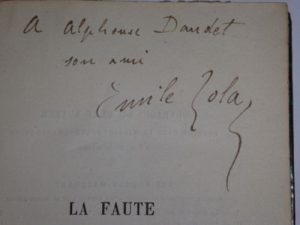 A Alphonse Daudet
son ami
Emile Zola
LA FAUTE